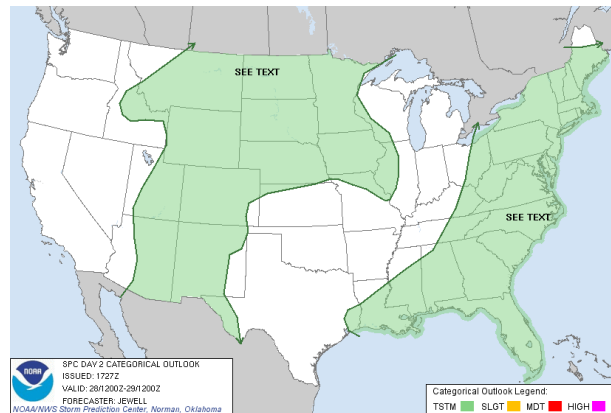 SEE TEXT
SEE TEXT
NOAA
SPC DAY 2 CATEGORICAL OUTLOOK
ISSUED: 1727Z
VALID: 28/1200Z-29/1200Z
FORECASTER: JEWELL
NOAA/NWS Storm Prediction Center, Norman, Oklahoma
Categorical Outlook Legend:
TSTM SLGT MDT HIGH